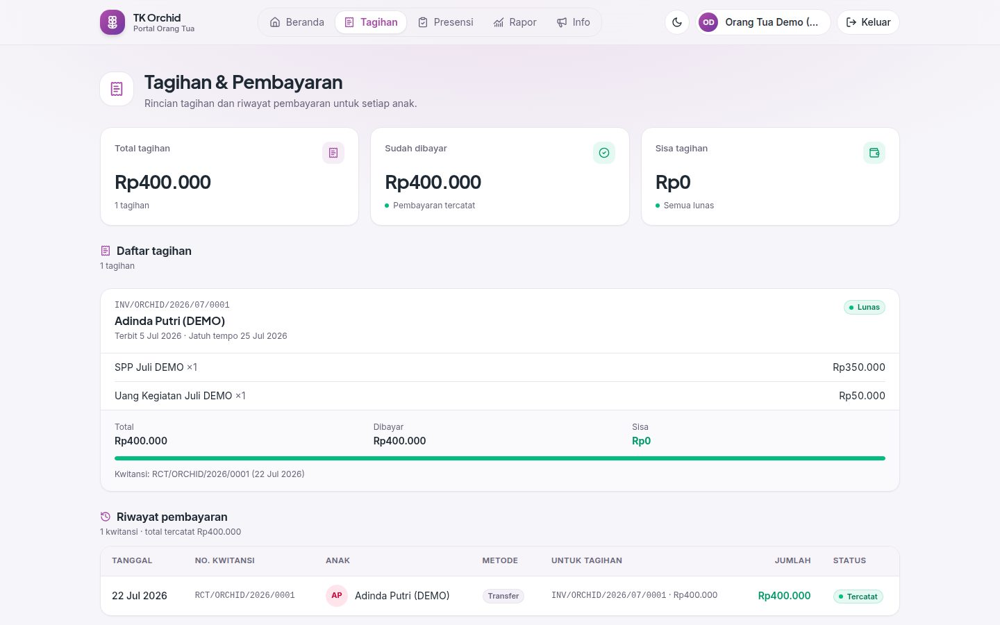 TK Orchid
Portal Orang Tua
Beranda
Tagihan
Presensi
Rapor
Info
OD
Orang Tua Demo (...
Keluar
Tagihan & Pembayaran
Rincian tagihan dan riwayat pembayaran untuk setiap anak.
Total tagihan
Rp400.000
1 tagihan
Sudah dibayar
Rp400.000
Pembayaran tercatat
Sisa tagihan
Rp0
Semua lunas
Daftar tagihan
1 tagihan
INV/ORCHID/2026/07/0001
Lunas
Adinda Putri (DEMO)
Terbit 5 Jul 2026 · Jatuh tempo 25 Jul 2026
SPP Juli DEMO ×1 Rp350.000
Uang Kegiatan Juli DEMO ×1 Rp50.000
Total Dibayar Sisa
Rp400.000 Rp400.000 Rp0
Kwitansi: RCT/ORCHID/2026/0001 (22 Jul 2026)
Riwayat pembayaran
1 kwitansi · total tercatat Rp400.000
TANGGAL NO. KWITANSI ANAK METODE UNTUK TAGIHAN JUMLAH STATUS
22 Jul 2026 RCT/ORCHID/2026/0001 AP Adinda Putri (DEMO) Transfer INV/ORCHID/2026/07/0001 · Rp400.000 Rp400.000 Tercatat